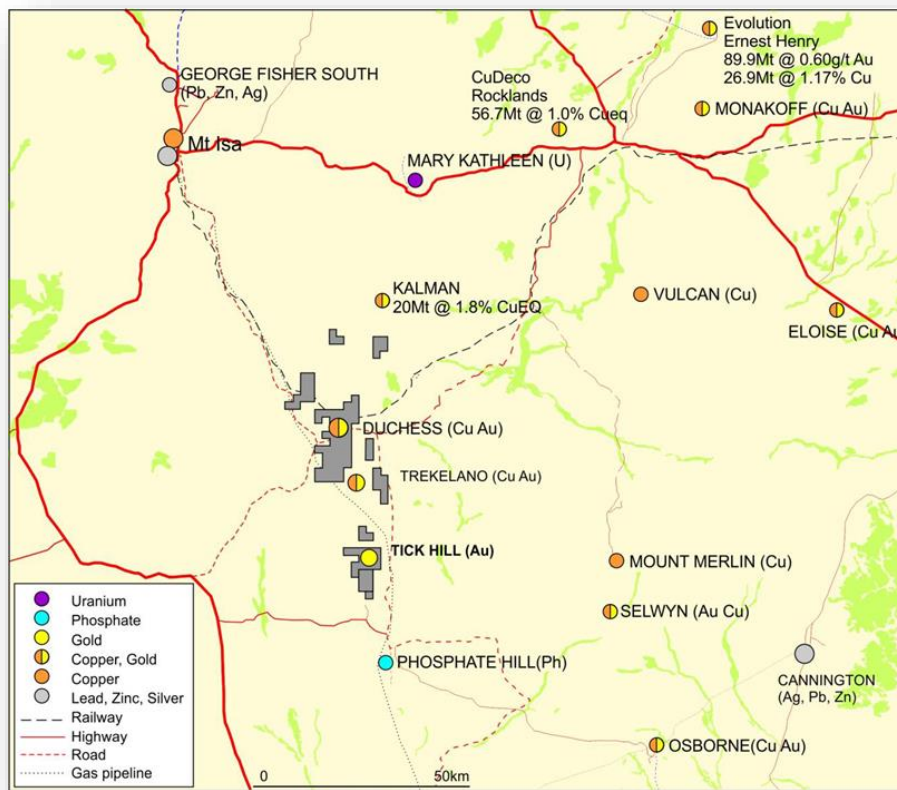 Evolution
Ernest Henry
89.9Mt @ 0.60g/t Au
26.9Mt @ 1.17% Cu
GEORGE FISHER SOUTH
(Pb, Zn, Ag)
CuDeco
Rocklands
56.7Mt @ 1.0% Cueq
MONAKOFF (Cu Au)
Mt Isa
MARY KATHLEEN (U)
KALMAN
20Mt @ 1.8% CuEQ
VULCAN (Cu)
ELOISE (Cu Au
DUCHESS (Cu Au)
TREKELANO (Cu Au)
TICK HILL (Au)
MOUNT MERLIN (Cu)
SELWYN (Au Cu)
PHOSPHATE HILL(Ph)
CANNINGTON
(Ag, Pb, Zn)
OSBORNE(Cu Au)
Uranium
Phosphate
Gold
Copper, Gold
Copper
Lead, Zinc, Silver
Railway
Highway
Road
Gas pipeline
0 50km